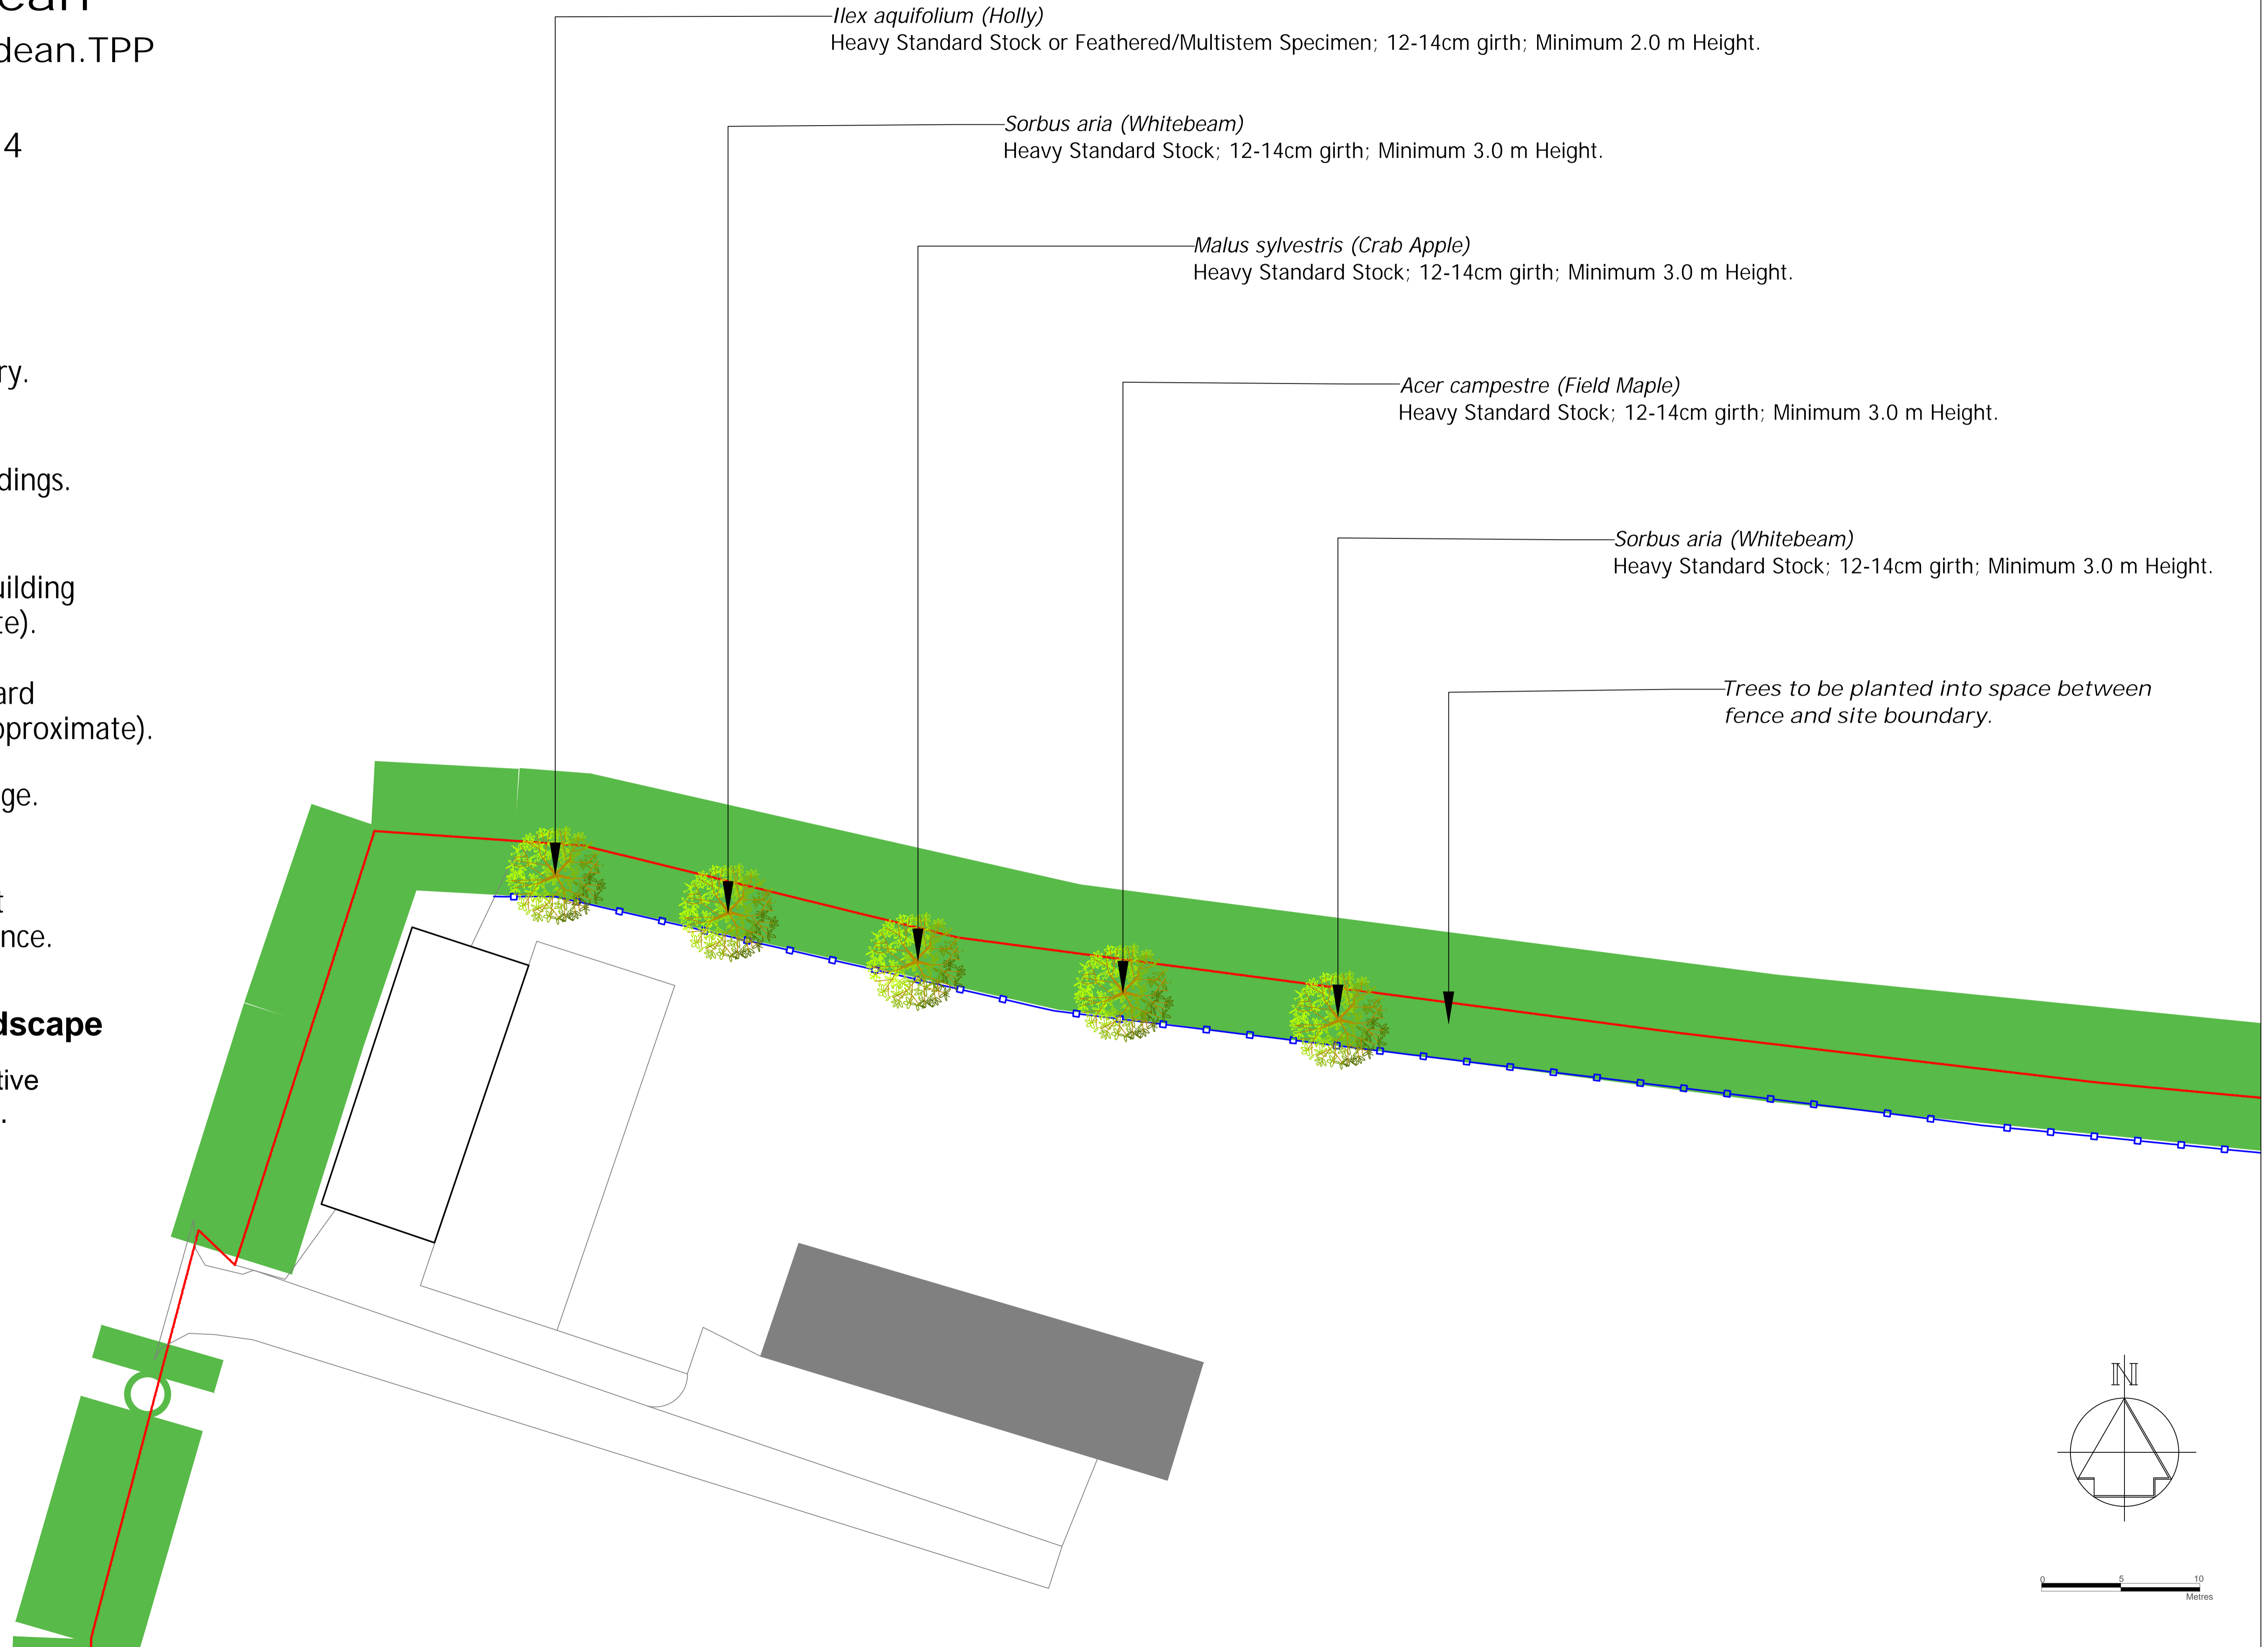 dean.TPP
4
Ilex aquifolium (Holly)
Heavy Standard Stock or Feathered/Multistem Specimen; 12-14cm girth; Minimum 2.0 m Height.
Sorbus aria (Whitebeam)
Heavy Standard Stock; 12-14cm girth; Minimum 3.0 m Height.
Malus sylvestris (Crab Apple)
Heavy Standard Stock; 12-14cm girth; Minimum 3.0 m Height.
Acer campestre (Field Maple)
Heavy Standard Stock; 12-14cm girth; Minimum 3.0 m Height.
Sorbus aria (Whitebeam)
Heavy Standard Stock; 12-14cm girth; Minimum 3.0 m Height.
Trees to be planted into space between
fence and site boundary.
ry.
dings.
uilding
te).
ard
pproximate).
ge.
t
nce.
dscape
tive
.
N
0 5 10
Metres